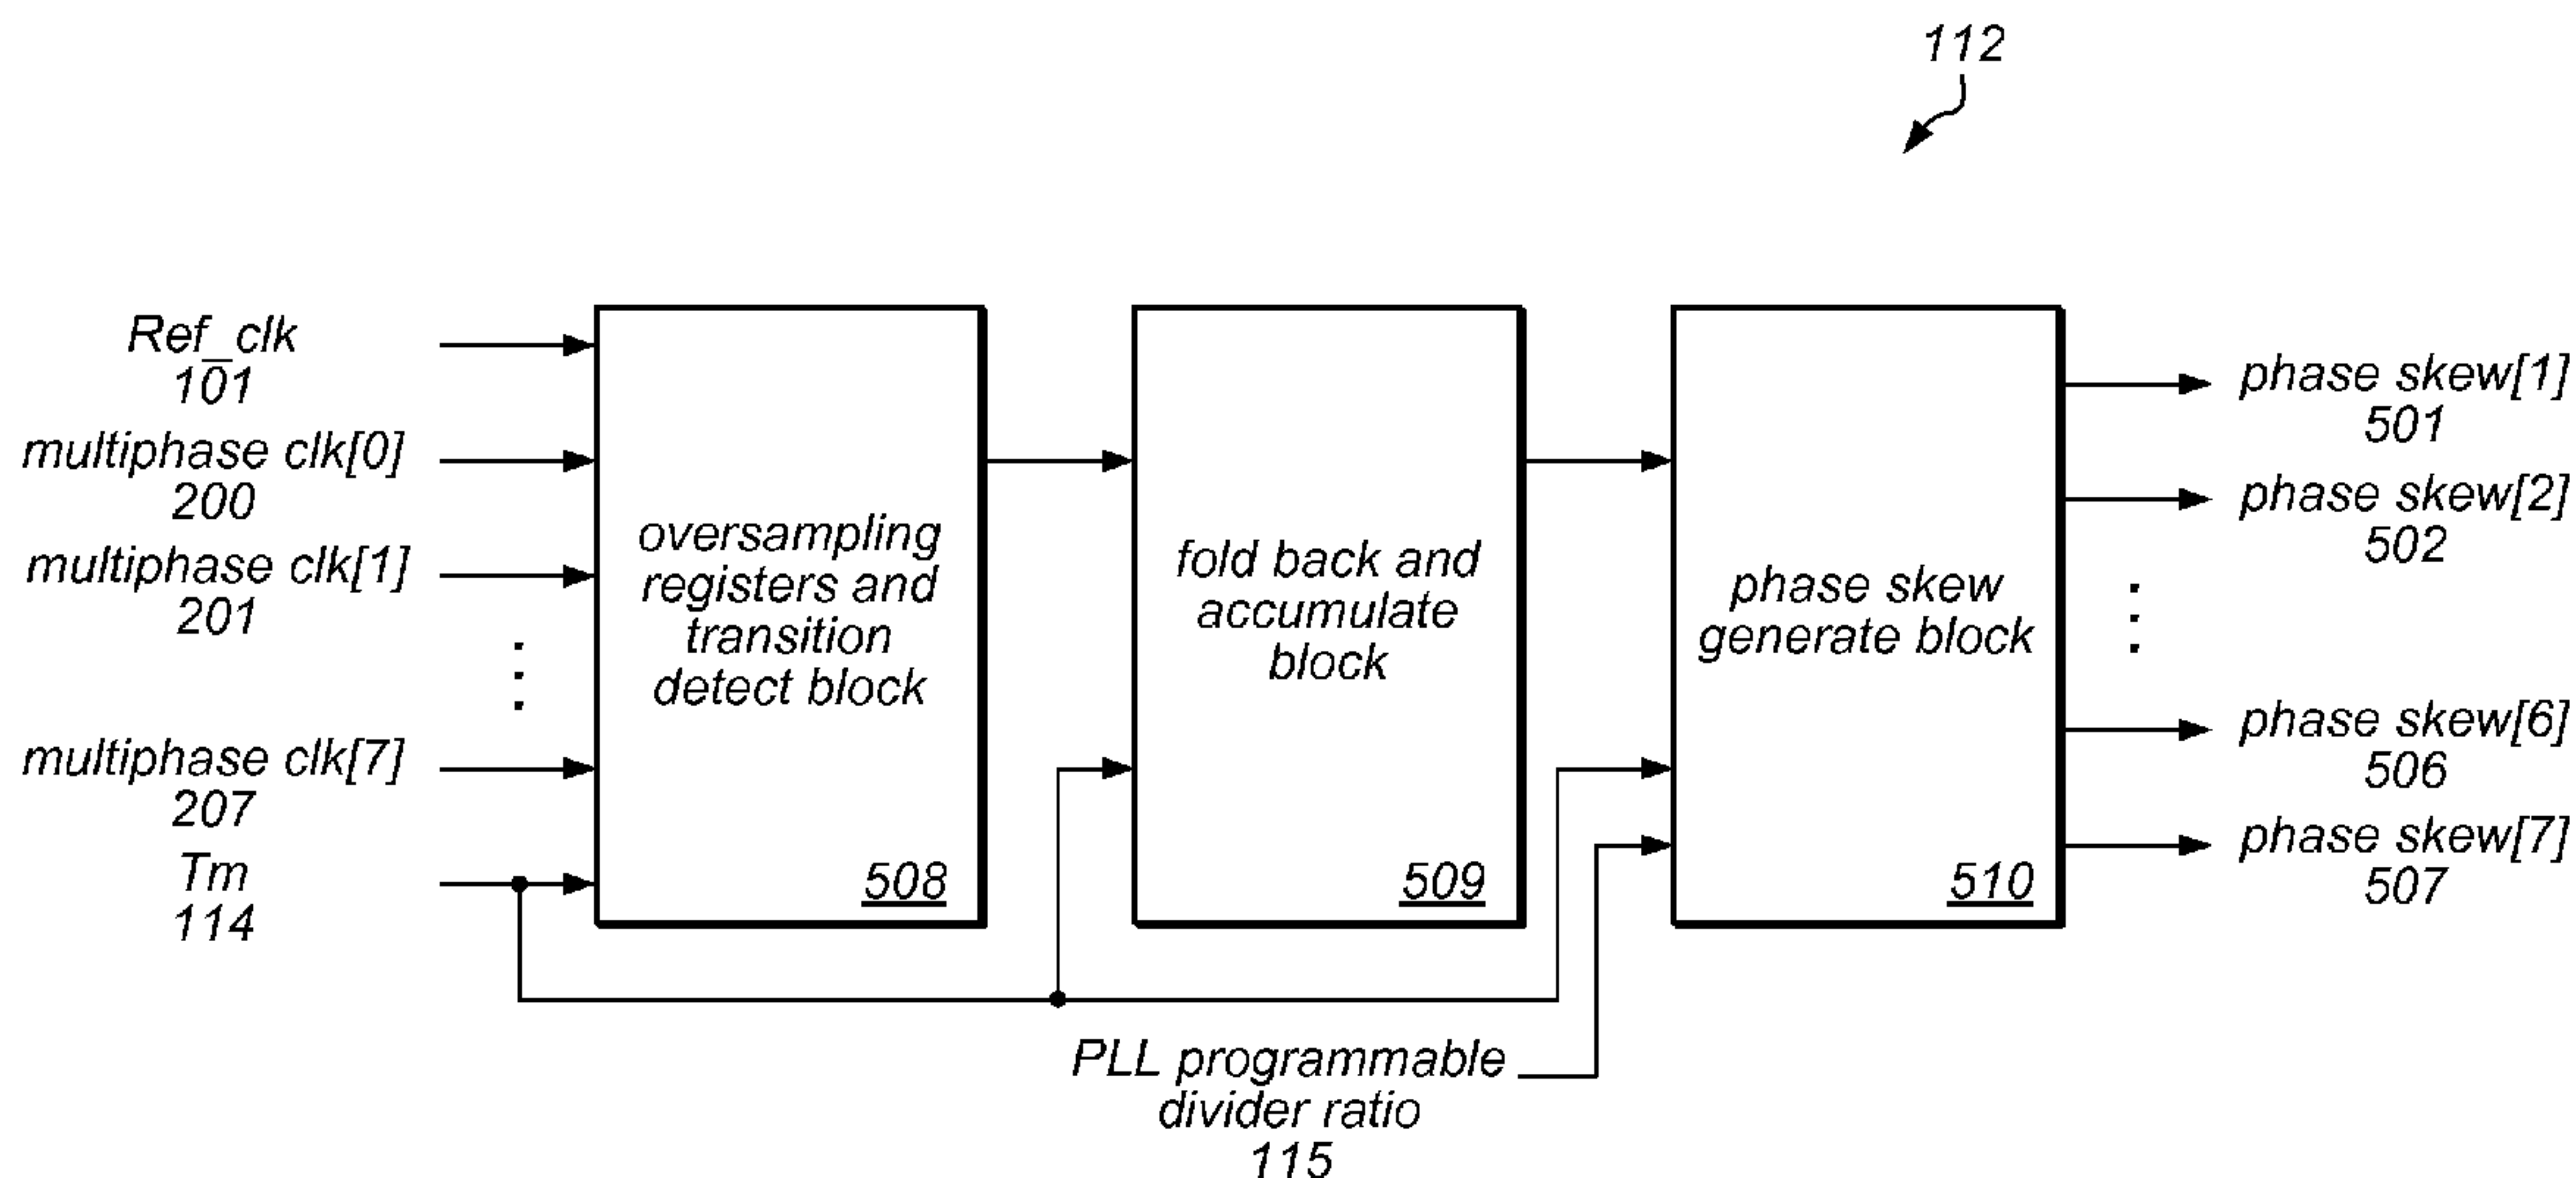 112
Ref_clk
101
multiphase clk[0]
200
multiphase clk[1]
201
multiphase clk[7]
207
Tm
114
oversampling
registers and
transition
detect block
508
fold back and
accumulate
block
509
phase skew
generate block
510
phase skew[1]
501
phase skew[2]
502
phase skew[6]
506
phase skew[7]
507
PLL programmable
divider ratio
115